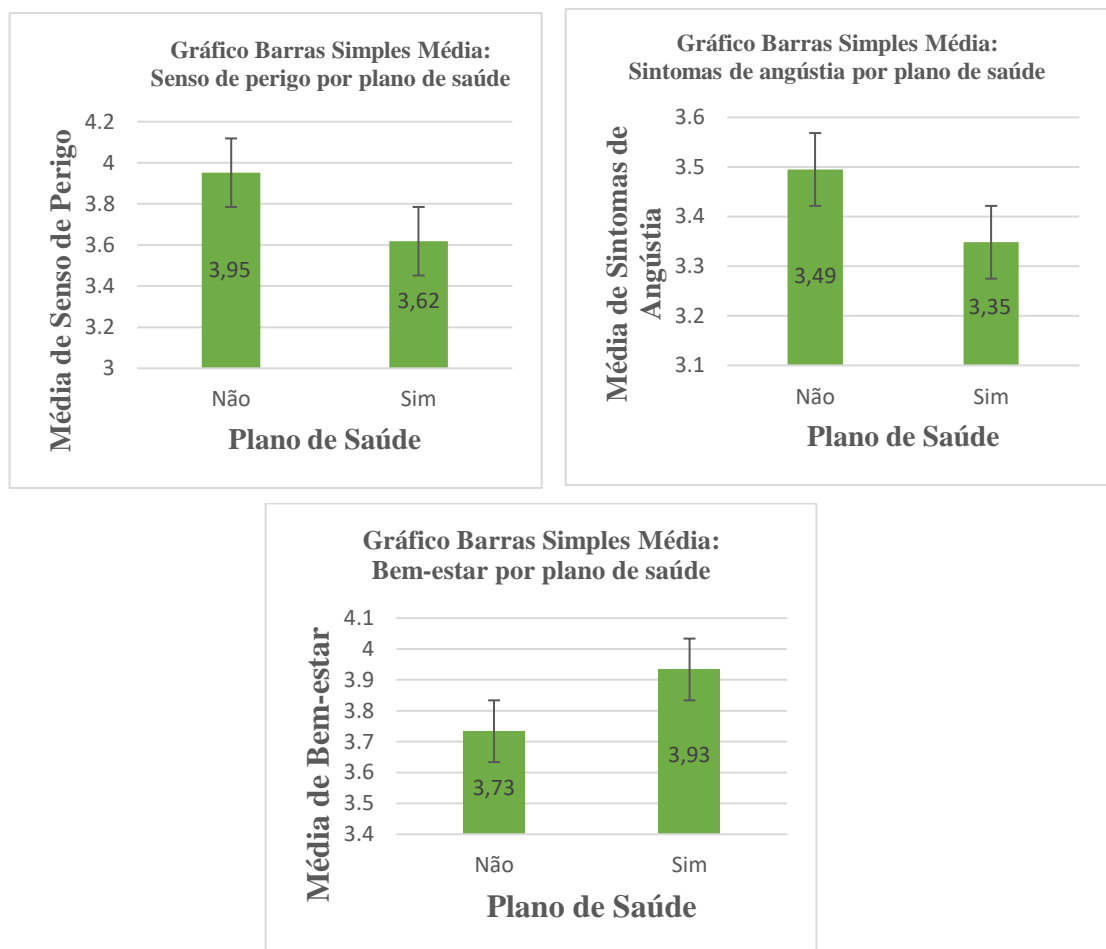 Gráfico Barras Simples Média:
Senso de perigo por plano de saúde
Média de Senso de Perigo
4.2
4
3.8
3.6
3.4
3.2
3
3,95
3,62
Não
Sim
Plano de Saúde
Gráfico Barras Simples Média:
Sintomas de angústia por plano de saúde
Média de Sintomas de
Angústia
3.6
3.5
3.4
3.3
3.2
3.1
3,49
3,35
Não
Sim
Plano de Saúde
Gráfico Barras Simples Média:
Bem-estar por plano de saúde
Média de Bem-estar
4.1
4
3.9
3.8
3.7
3.6
3.5
3.4
3,73
3,93
Não
Sim
Plano de Saúde